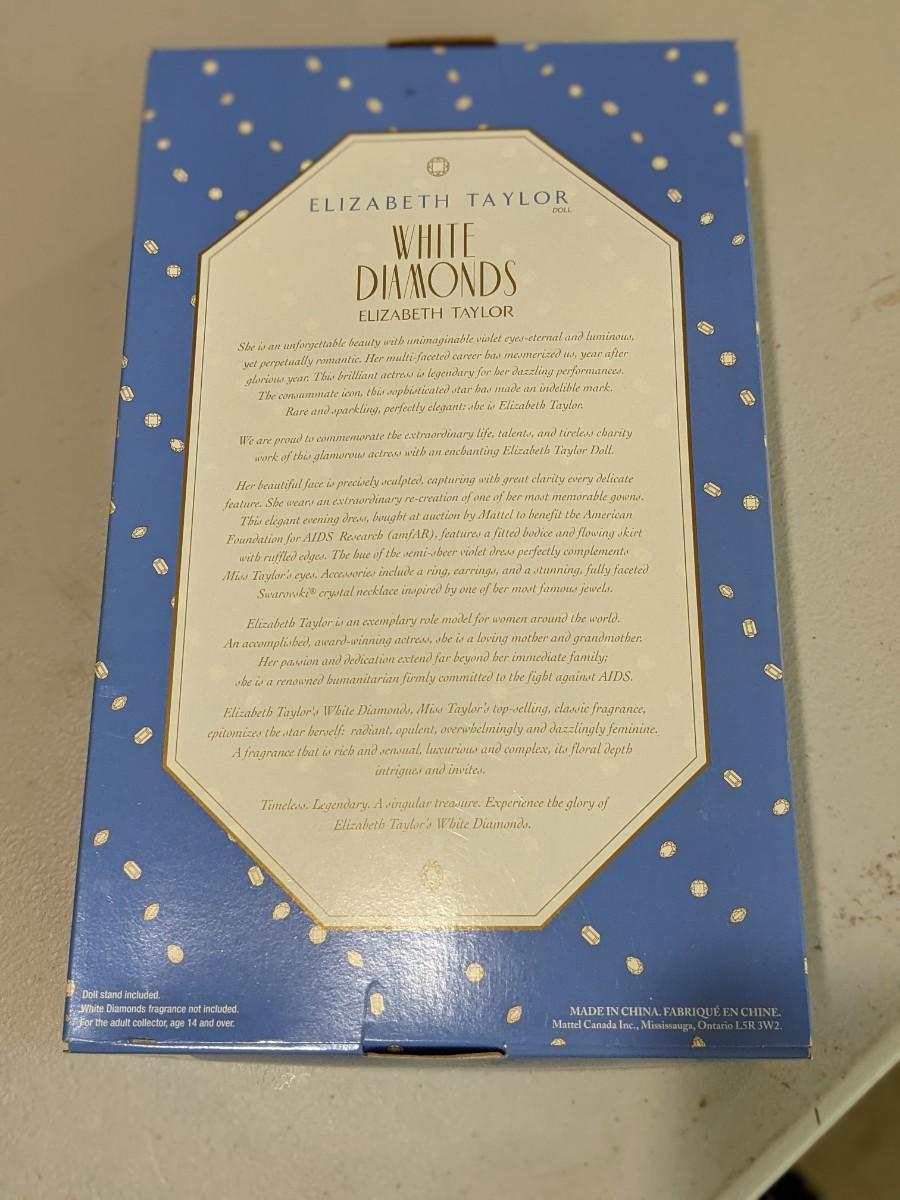 ELIZABETH TAYLOR
DOLL
WHITE
DIAMONDS
ELIZABETH TAYLOR
She is an unforgettable beauty with unimaginable violet eyes-eternal and luminous,
yet perpetually romantic. Her multi-faceted career has mesmerized us, year after
glorious year. This brilliant actress is legendary for her dazzling performances.
The consummate icon, this sophisticated star has made an indelible mark.
Rare and sparkling, perfectly elegant: she is Elizabeth Taylor.
We are proud to commemorate the extraordinary life, talents, and tireless charity
work of this glamorous actress with an enchanting Elizabeth Taylor Doll.
Her beautiful face is precisely sculpted, capturing with great clarity every delicate
feature. She wears an extraordinary re-creation of one of her most memorable gowns.
This elegant evening dress, bought at auction by Mattel to benefit the American
Foundation for AIDS Research (amfAR), features a fitted bodice and flowing skirt
with ruffled edges. The hue of the semi-sheer violet dress perfectly complements
Miss Taylor's eyes. Accessories include a ring, earrings, and a stunning, fully faceted
Swarovski® crystal necklace inspired by one of her most famous jewels.
Elizabeth Taylor is an exemplary role model for women around the world.
An accomplished, award-winning actress, she is a loving mother and grandmother.
Her passion and dedication extend far beyond her immediate family;
she is a renowned humanitarian firmly committed to the fight against AIDS.
Elizabeth Taylor's White Diamonds, Miss Taylor's top-selling, classic fragrance,
epitomizes the star herself: radiant, opulent, overwhelmingly and dazzlingly feminine.
A fragrance that is rich and sensual, luxurious and complex, its floral depth
intrigues and invites.
Timeless. Legendary. A singular treasure. Experience the glory of
Elizabeth Taylor's White Diamonds.
Doll stand included.
White Diamonds fragrance not included.
For the adult collector, age 14 and over.
MADE IN CHINA. FABRIQUÉ EN CHINE.
Mattel Canada Inc., Mississauga, Ontario L5R 3W2.